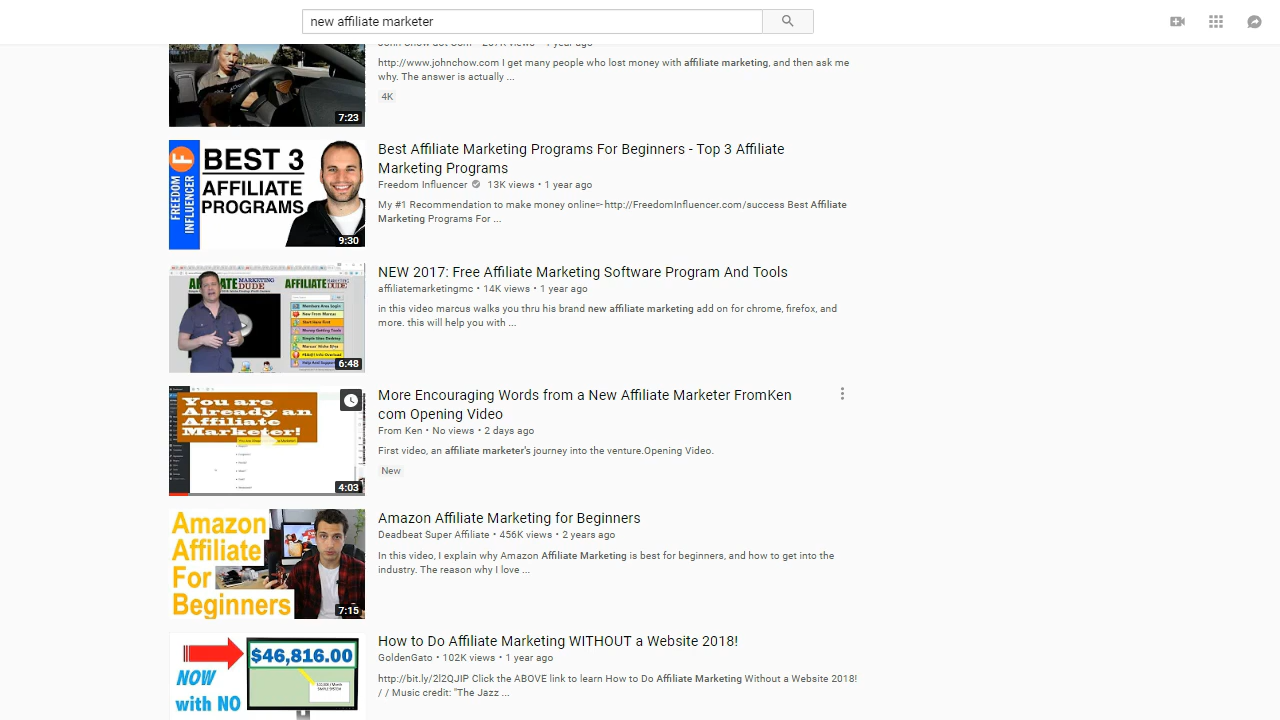 new affiliate marketer
http://www.johnchow.com I get many people who lost money with affiliate marketing, and then ask me
why. The answer is actually ...
4K
7:23
FREEDOM INFLUENCER
BEST 3
AFFILIATE
PROGRAMS
9:30
Best Affiliate Marketing Programs For Beginners - Top 3 Affiliate
Marketing Programs
Freedom Influencer 13K views • 1 year ago
My #1 Recommendation to make money online=-http://FreedomInfluencer.com/success Best Affiliate
Marketing Programs For ...
AFFILIATE MARKETING DUDE
AFFILIATE
DUDE
Members Area Login
6:48
NEW 2017: Free Affiliate Marketing Software Program Aminotools
affiliatemarketingmc • 14K views • 1 year ago
in this video marcus walks you thru his brand new affiliate marketing add on for chrome, firefox, and
more. this will help you with ...
You are
Already an
Affiliate
Marketer!
4:03
More Encouraging Words from a New Affiliate Marketer FromKen
com Opening Video
From Ken • No views • 2 days ago
First video, an affiliate marketer's journey into the venture.Opening Video.
New
Amazon
Affiliate
For
Beginners
7:15
Amazon Affiliate Marketing for Beginners
Deadbeat Super Affiliate • 456K views • 2 years ago
In this video, I explain why Amazon Affiliate Marketing is best for beginners, and how to get into the
industry. The reason why I love ...
$46,816.00
NOW
with NO
How to Do Affiliate Marketing WITHOUT a Website 2018!
GoldenGato • 102K views • 1 year ago
http://bit.ly/2l2QJIP Click the ABOVE link to learn How to Do Affiliate Marketing Without a Website 2018!
/ / Music credit: "The Jazz ...